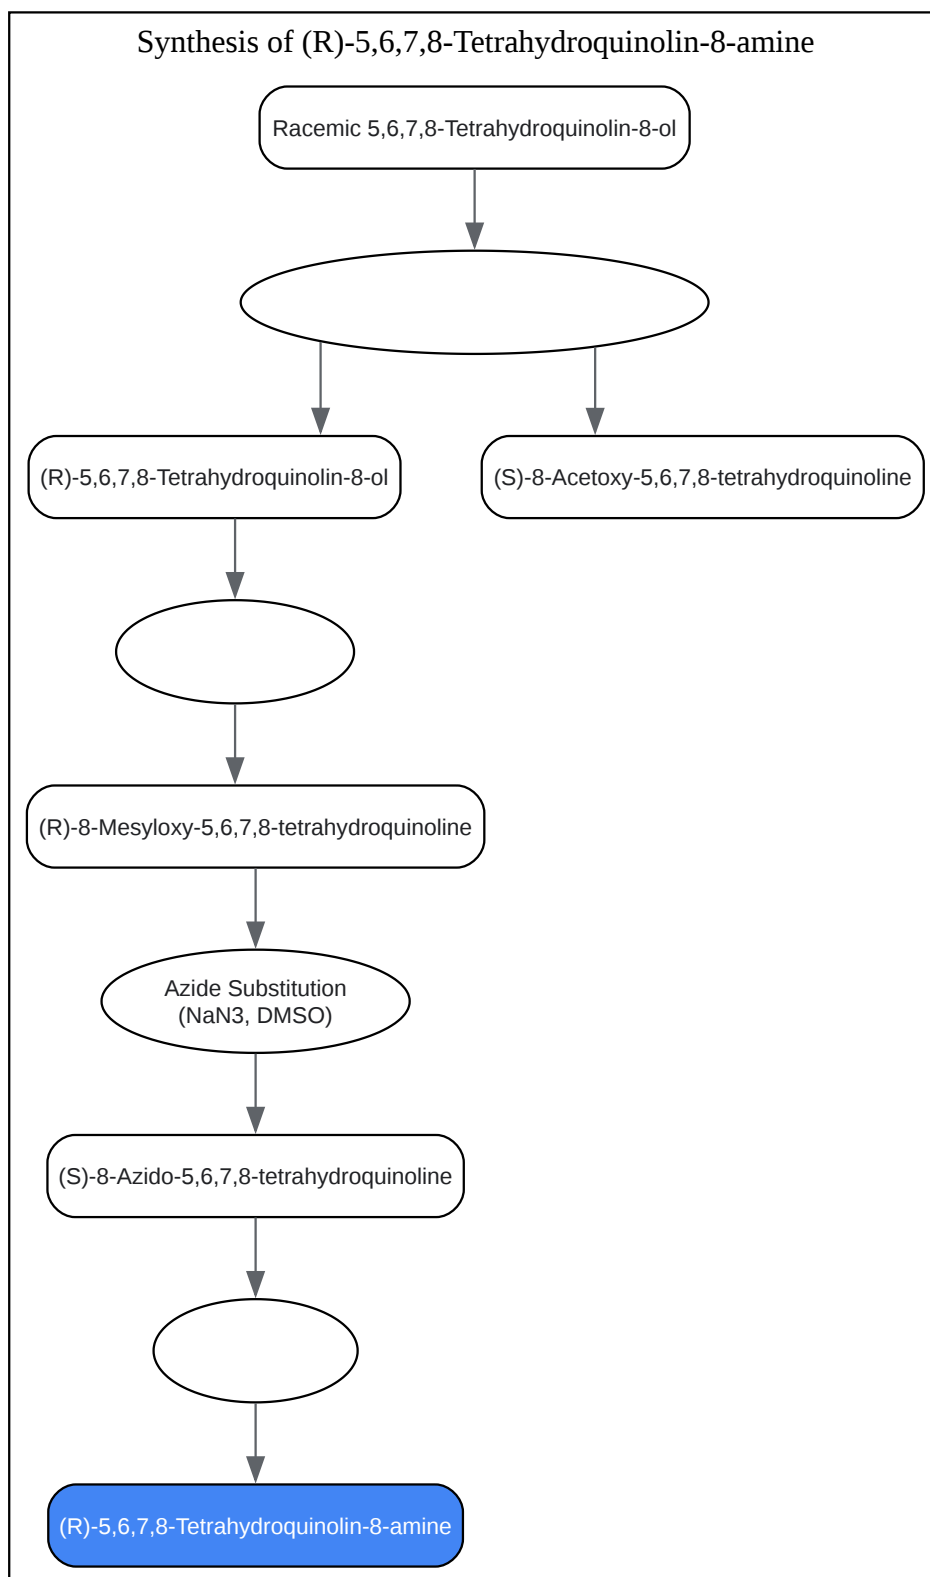 Synthesis of (R)-5,6,7,8-Tetrahydroquinolin-8-amine
Racemic 5,6,7,8-Tetrahydroquinolin-8-ol
(R)-5,6,7,8-Tetrahydroquinolin-8-ol
(S)-8-Acetoxy-5,6,7,8-tetrahydroquinoline
(R)-8-Mesyloxy-5,6,7,8-tetrahydroquinoline
Azide Substitution
(NaN3, DMSO)
(S)-8-Azido-5,6,7,8-tetrahydroquinoline
(R)-5,6,7,8-Tetrahydroquinolin-8-amine